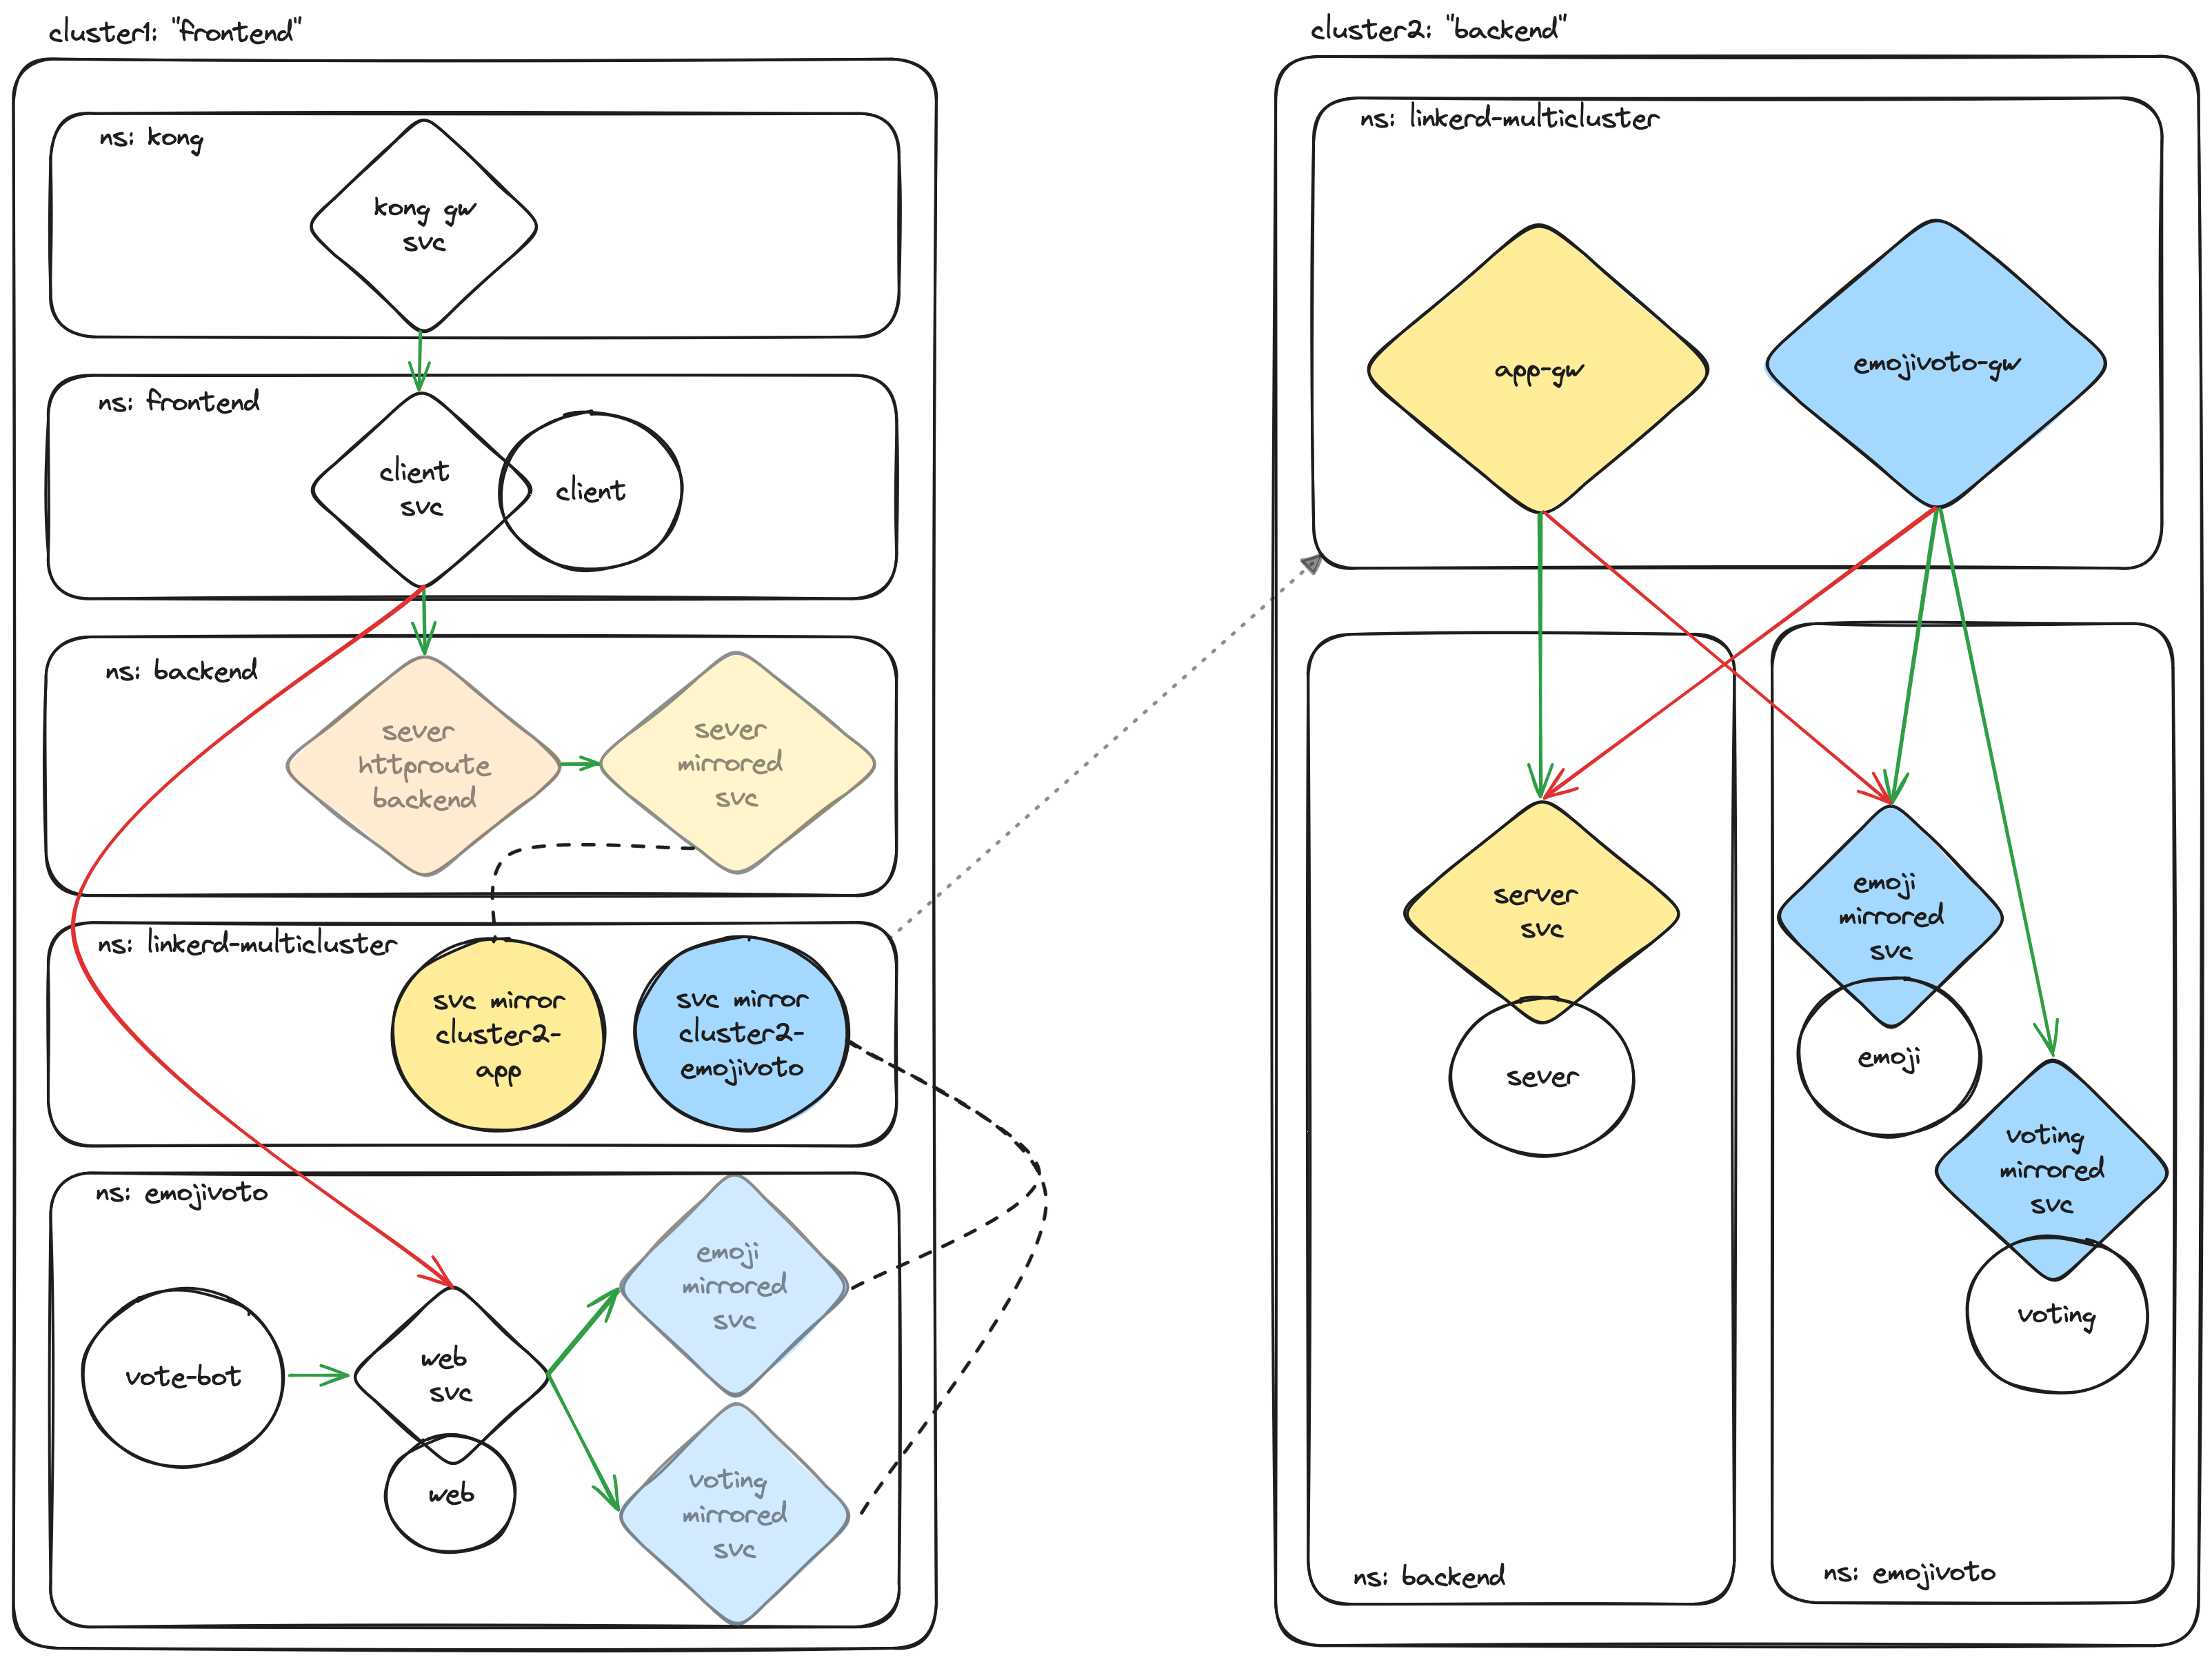 cluster1: "frontend"
ns: kong
kong gw
svc
ns: frontend
client
svc
client
ns: backend
sever
httproute
backend
sever
mirrored
svc
ns: linkerd-multicluster
svc mirror
cluster2-
app
svc mirror
cluster2-
emojivoto
ns: emojivoto
vote-bot
web
svc
web
emoji
mirrored
svc
voting
mirrored
svc
cluster2: "backend"
ns: linkerd-multicluster
app-gw
emojivoto-gw
server
svc
sever
ns: backend
emoji
mirrored
svc
emoji
voting
mirrored
svc
voting
ns: emojivoto